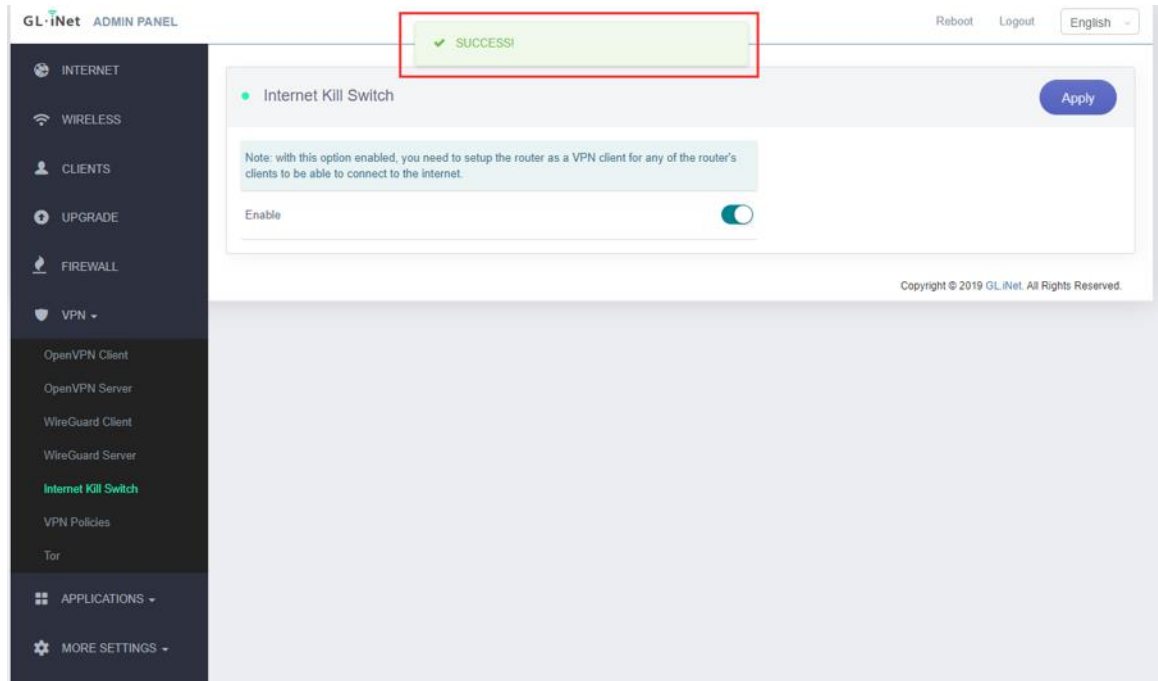 GL·iNet ADMIN PANEL
Reboot
Logout
English
✔ SUCCESS!
INTERNET
WIRELESS
CLIENTS
UPGRADE
FIREWALL
VPN
OpenVPN Client
OpenVPN Server
WireGuard Client
WireGuard Server
Internet Kill Switch
VPN Policies
Tor
APPLICATIONS
MORE SETTINGS
Internet Kill Switch
Apply
Note: with this option enabled, you need to setup the router as a VPN client for any of the router's
clients to be able to connect to the internet.
Enable
Copyright © 2019 GL.iNet. All Rights Reserved.